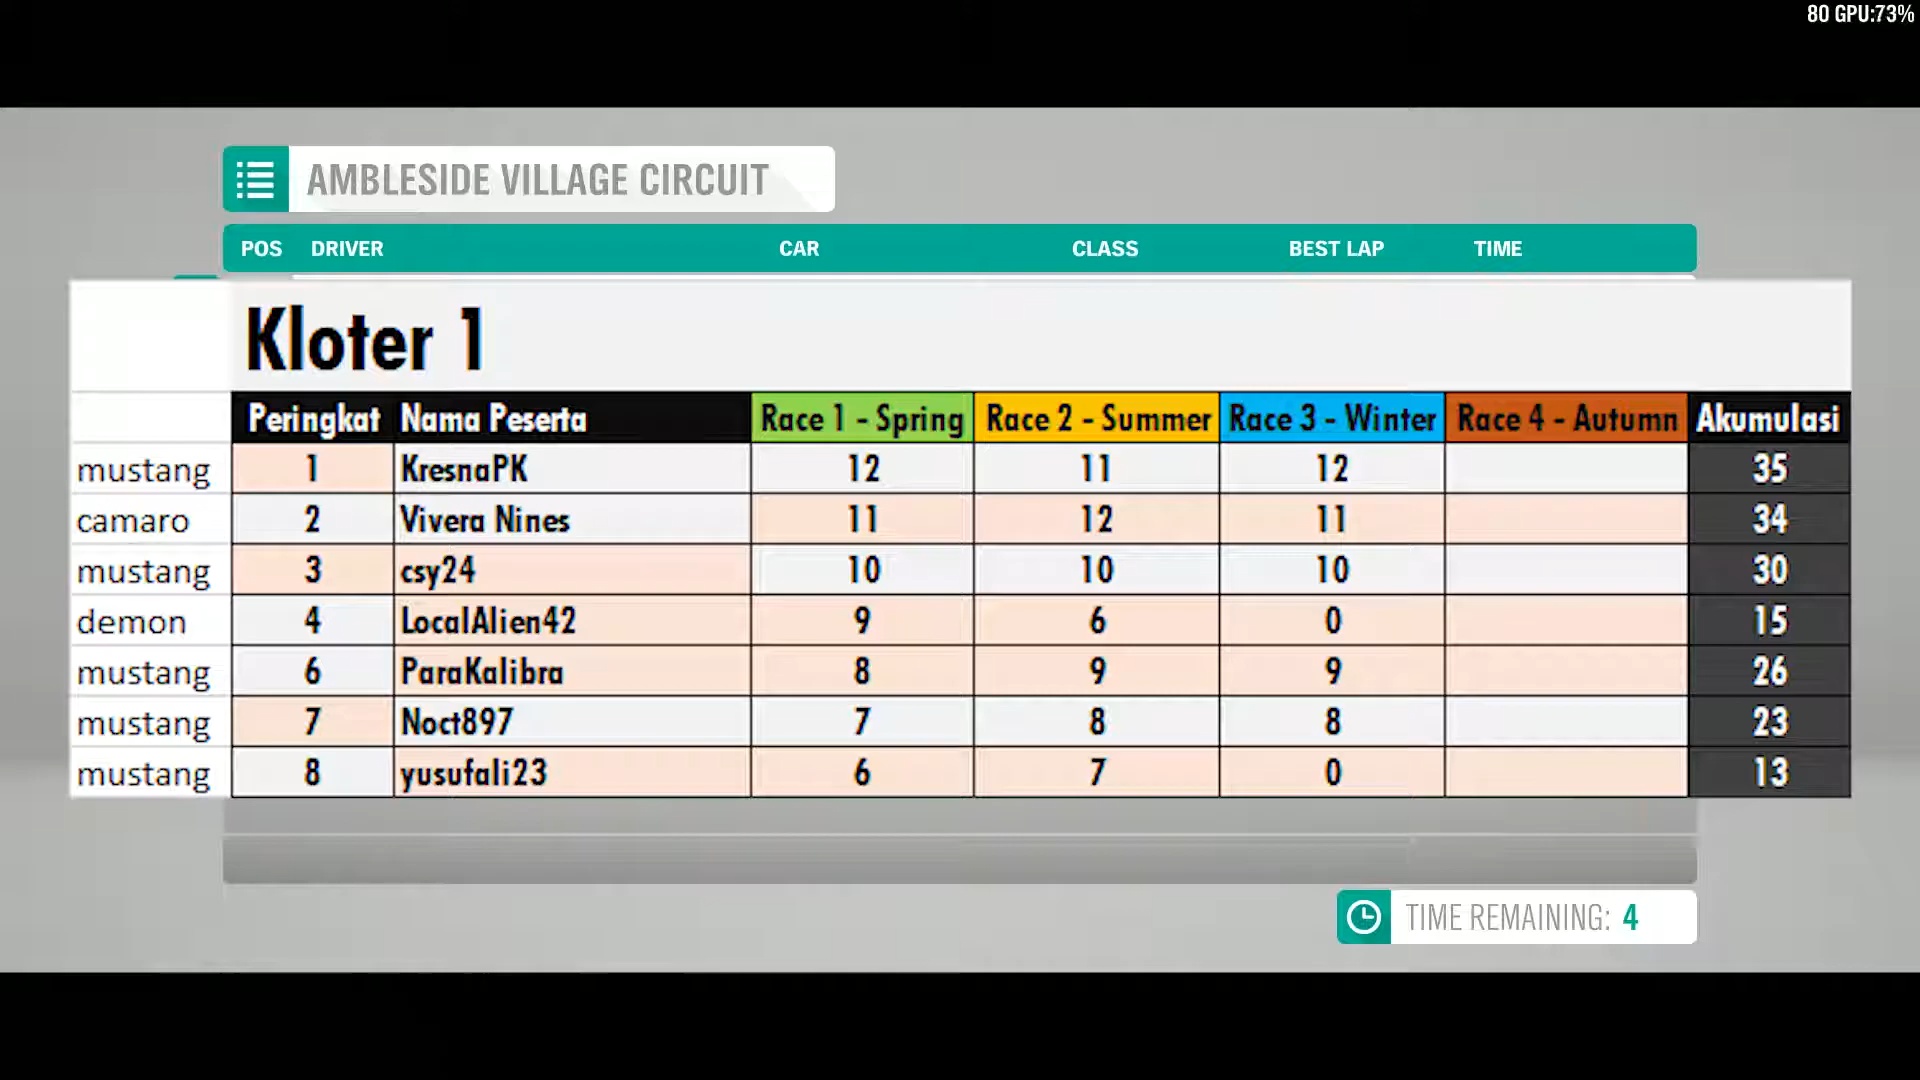 80 GPU:73%
AMBLESIDE VILLAGE CIRCUIT
POS DRIVER CAR CLASS BEST LAP TIME
Kloter 1
Peringkat Nama Peserta Race 1 - Spring Race 2 - Summer Race 3 - Winter Race 4 - Autumn Akumulasi
mustang 1 KresnaPK 12 11 12 35
camaro 2 Vivera Nines 11 12 11 34
mustang 3 csy24 10 10 10 30
demon 4 LocalAlien42 9 6 0 15
mustang 6 ParaKalibra 8 9 9 26
mustang 7 Noct897 7 8 8 23
mustang 8 yusufali23 6 7 0 13
TIME REMAINING: 4